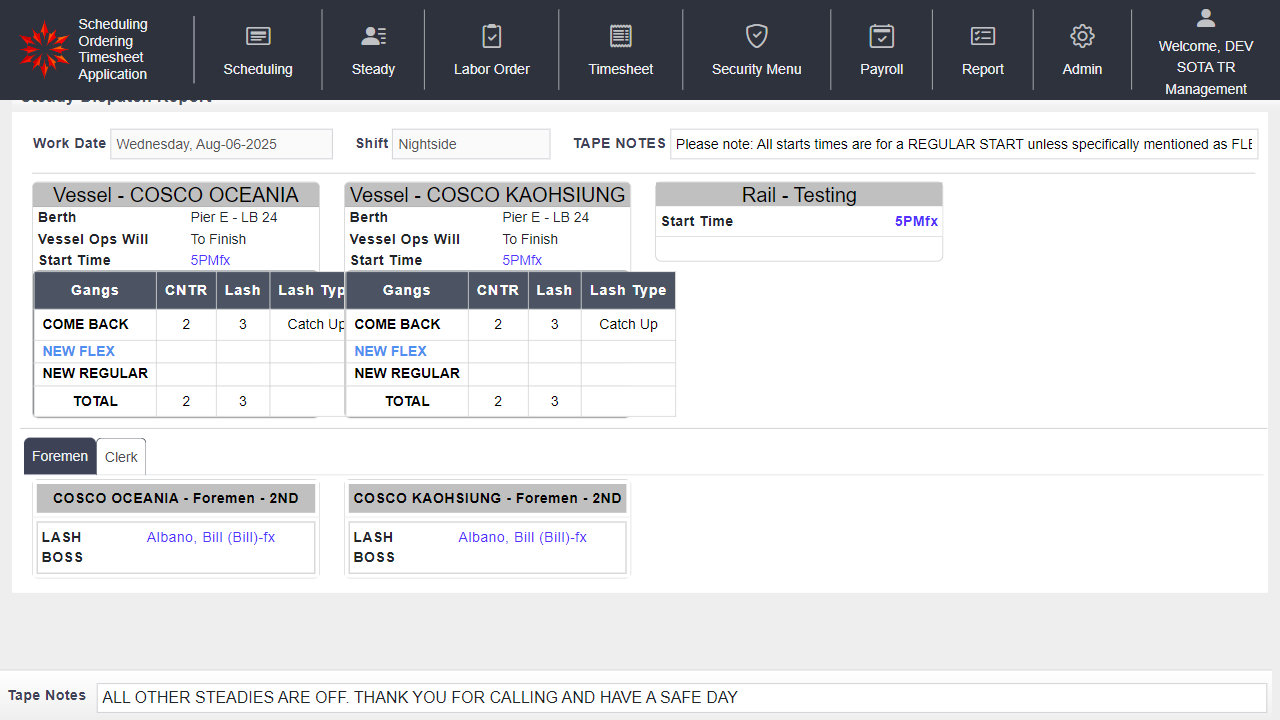 Scheduling
Ordering
Timesheet
Application
Scheduling
Steady
Labor Order
Timesheet
Security Menu
Payroll
Report
Admin
Welcome, DEV
SOTA TR
Management
Steady Dispatch Report
Work Date Wednesday, Aug-06-2025 Shift Nightside TAPE NOTES Please note: All starts times are for a REGULAR START unless specifically mentioned as FLE
Vessel - COSCO OCEANIA
Berth Pier E - LB 24
Vessel Ops Will To Finish
Start Time 5PMfx
Gangs CNTR Lash Lash Typ
COME BACK 2 3 Catch Up
NEW FLEX
NEW REGULAR
TOTAL 2 3
Vessel - COSCO KAOHSIUNG
Berth Pier E - LB 24
Vessel Ops Will To Finish
Start Time 5PMfx
Gangs CNTR Lash Lash Type
COME BACK 2 3 Catch Up
NEW FLEX
NEW REGULAR
TOTAL 2 3
Rail - Testing
Start Time 5PMfx
Foremen Clerk
COSCO OCEANIA - Foremen - 2ND
LASH BOSS Albano, Bill (Bill)-fx
COSCO KAOHSIUNG - Foremen - 2ND
LASH BOSS Albano, Bill (Bill)-fx
Tape Notes ALL OTHER STEADIES ARE OFF. THANK YOU FOR CALLING AND HAVE A SAFE DAY